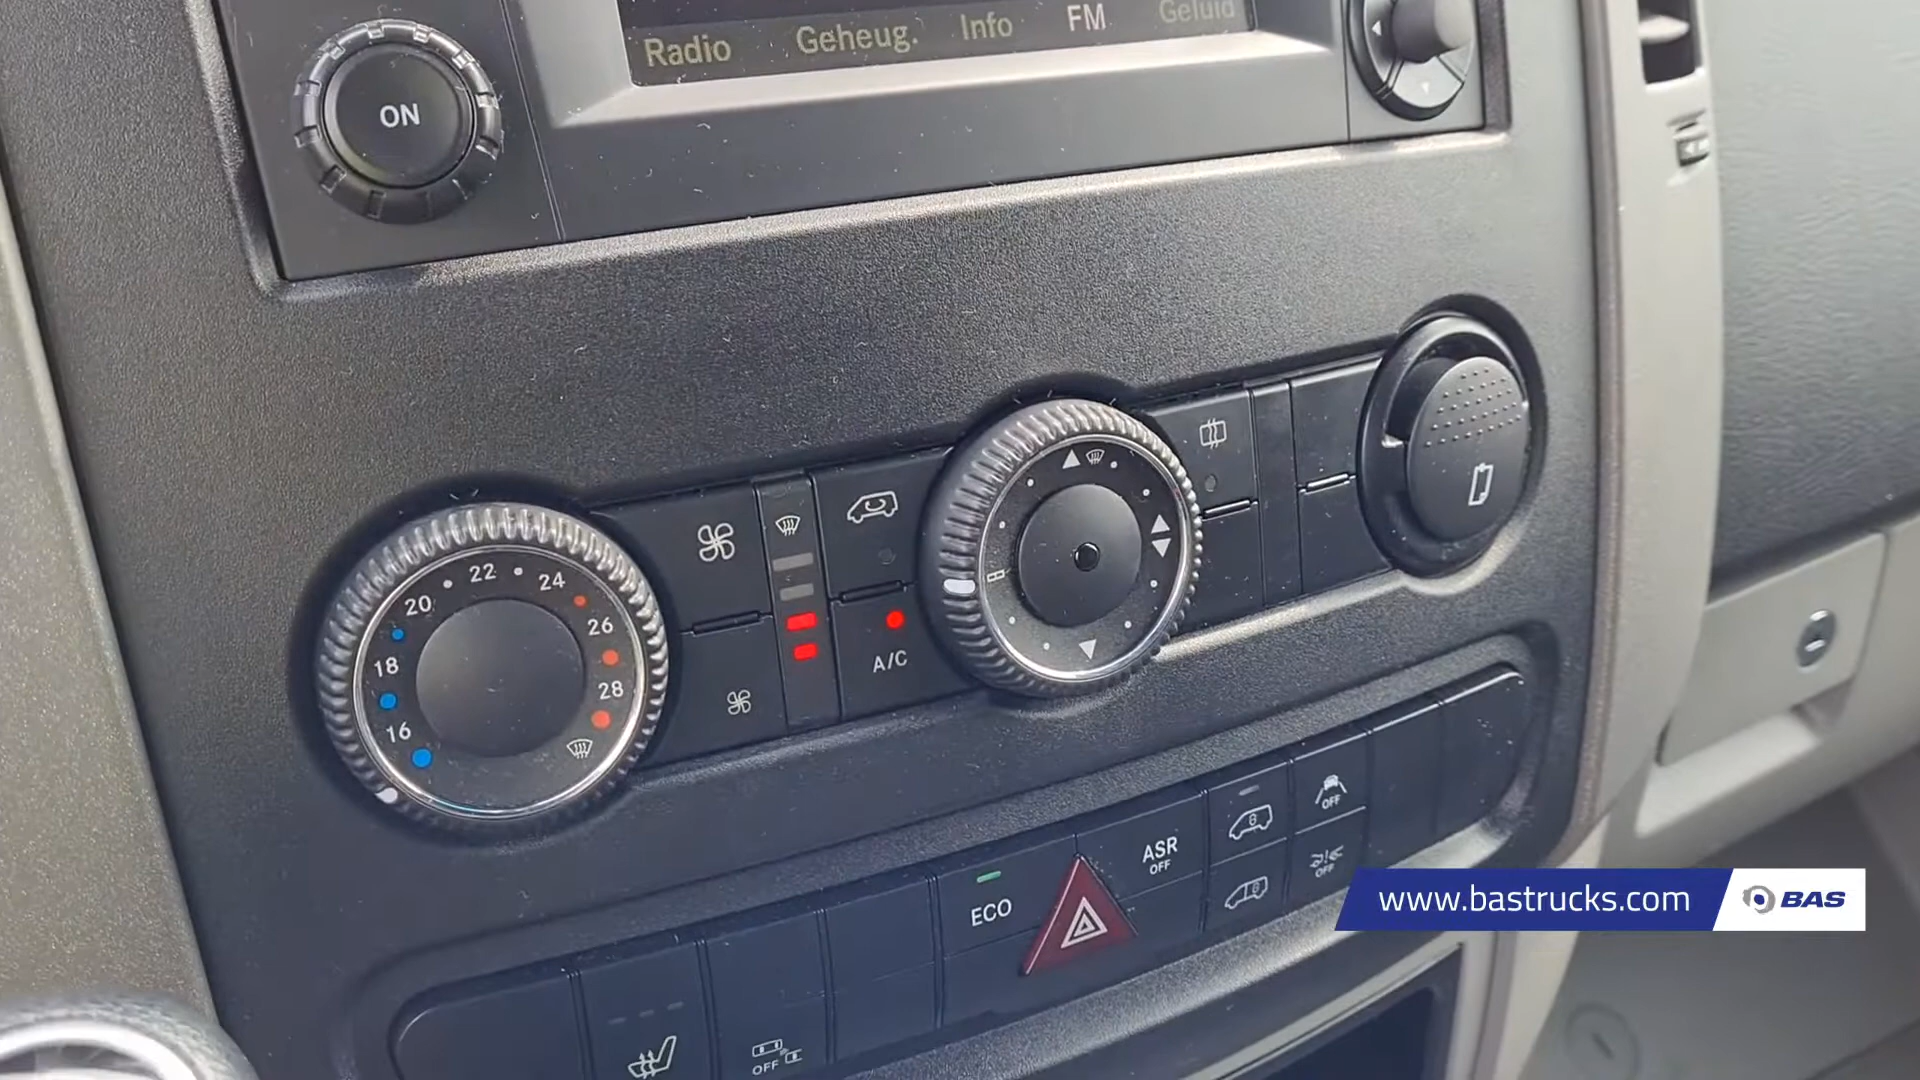 Radio Geheug. Info FM Geluid
ON
22
24
20
26
18
28
16
A/C
ECO
ASR
OFF
OFF
OFF
OFF
www.bastrucks.com
BAS